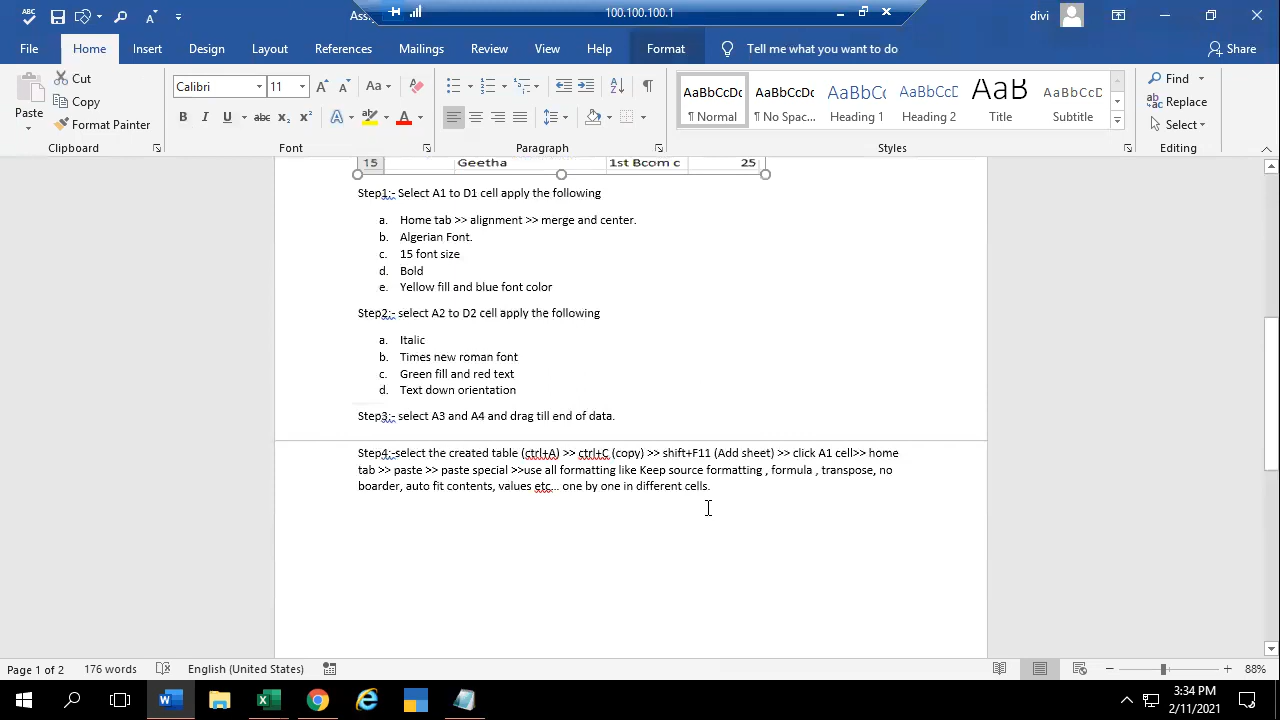 ABC
Ass
100.100.100.1
divi
File Home Insert Design Layout References Mailings Review View Help Format Tell me what you want to do Share
Paste
Cut
Copy
Format Painter
Clipboard
Calibri 11
Font
Paragraph
AaBbCcDc AaBbCcDc AaBbCc AaBbCcD AaB AaBbCcD
¶ Normal ¶ No Spac... Heading 1 Heading 2 Title Subtitle
Styles
Find
Replace
Select
Editing
15 Geetha 1st Bcom c 25
Step1:- Select A1 to D1 cell apply the following
a. Home tab >> alignment >> merge and center.
b. Algerian Font.
c. 15 font size
d. Bold
e. Yellow fill and blue font color
Step2:- select A2 to D2 cell apply the following
a. Italic
b. Times new roman font
c. Green fill and red text
d. Text down orientation
Step3:- select A3 and A4 and drag till end of data.
Step4:-select the created table (ctrl+A) >> ctrl+C (copy) >> shift+F11 (Add sheet) >> click A1 cell>> home
tab >> paste >> paste special >>use all formatting like Keep source formatting , formula , transpose, no
boarder, auto fit contents, values etc... one by one in different cells.
Page 1 of 2 176 words English (United States) 88%
3:34 PM
2/11/2021